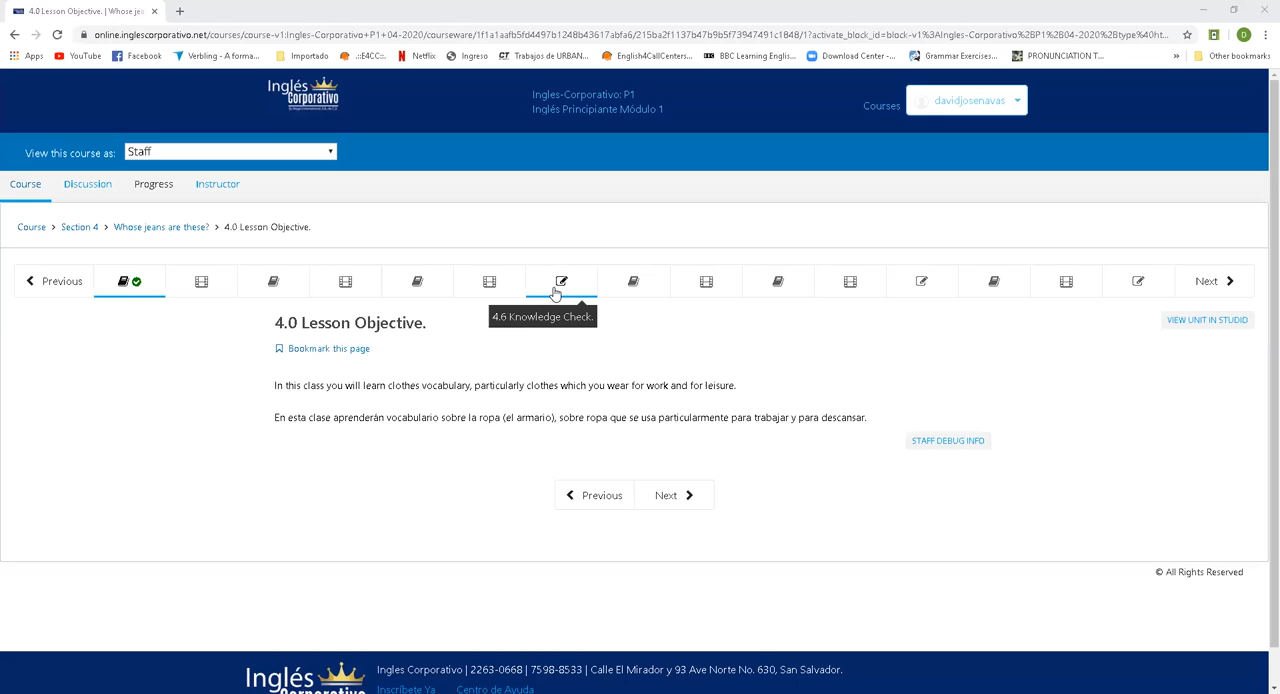 4.0 Lesson Objective. | Whose jea
online.inglescorporativo.net/courses/course-v1:Ingles-Corporativo+P1+04-2020/courseware/1f1a1aafb5fd4497b1248b43617abfa6/215ba2f1137b47b9b5f73947491c1848/1?activate_block_id=block-v1%3AIngles-Corporativo%2BP1%2B04-2020%2Btype%40ht...
Apps YouTube Facebook Verbling - A forma... Importado .::E4CC::. Netflix Ingreso CT Trabajos de URBAN... English4CallCenters... BBC Learning Englis... Download Center -... Grammar Exercises... PRONUNCIATION T... » Other bookmarks
Inglés Corporativo
Ingles-Corporativo: P1
Inglés Principiante Módulo 1
Courses davidjosenavas
View this course as: Staff
Course Discussion Progress Instructor
Course > Section 4 > Whose jeans are these? > 4.0 Lesson Objective.
Previous Next
4.6 Knowledge Check.
4.0 Lesson Objective.
VIEW UNIT IN STUDIO
Bookmark this page
In this class you will learn clothes vocabulary, particularly clothes which you wear for work and for leisure.
En esta clase aprenderán vocabulario sobre la ropa (el armario), sobre ropa que se usa particularmente para trabajar y para descansar.
STAFF DEBUG INFO
Previous Next
© All Rights Reserved
Inglés Corporativo
Ingles Corporativo | 2263-0668 | 7598-8533 | Calle El Mirador y 93 Ave Norte No. 630, San Salvador.
Inscríbete Ya Centro de Ayuda